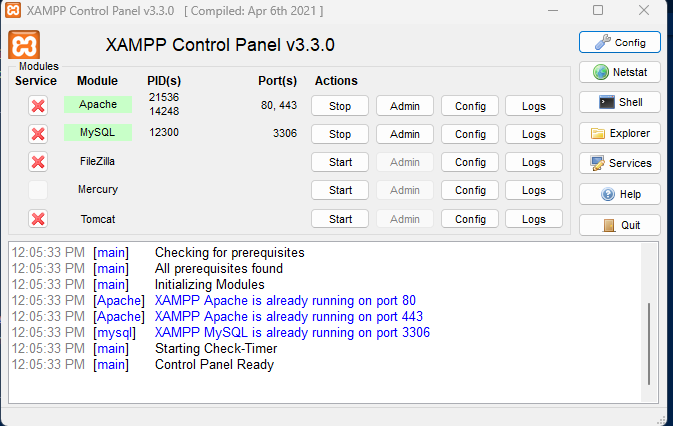 XAMPP Control Panel v3.3.0 [ Compiled: Apr 6th 2021 ]
XAMPP Control Panel v3.3.0
Config
Modules
Service Module PID(s) Port(s) Actions
Netstat
Apache 21536 14248 80, 443 Stop Admin Config Logs
Shell
MySQL 12300 3306 Stop Admin Config Logs
Explorer
FileZilla Start Admin Config Logs
Services
Mercury Start Admin Config Logs
Help
Tomcat Start Admin Config Logs
Quit
12:05:33 PM [main] Checking for prerequisites
12:05:33 PM [main] All prerequisites found
12:05:33 PM [main] Initializing Modules
12:05:33 PM [Apache] XAMPP Apache is already running on port 80
12:05:33 PM [Apache] XAMPP Apache is already running on port 443
12:05:33 PM [mysql] XAMPP MySQL is already running on port 3306
12:05:33 PM [main] Starting Check-Timer
12:05:33 PM [main] Control Panel Ready